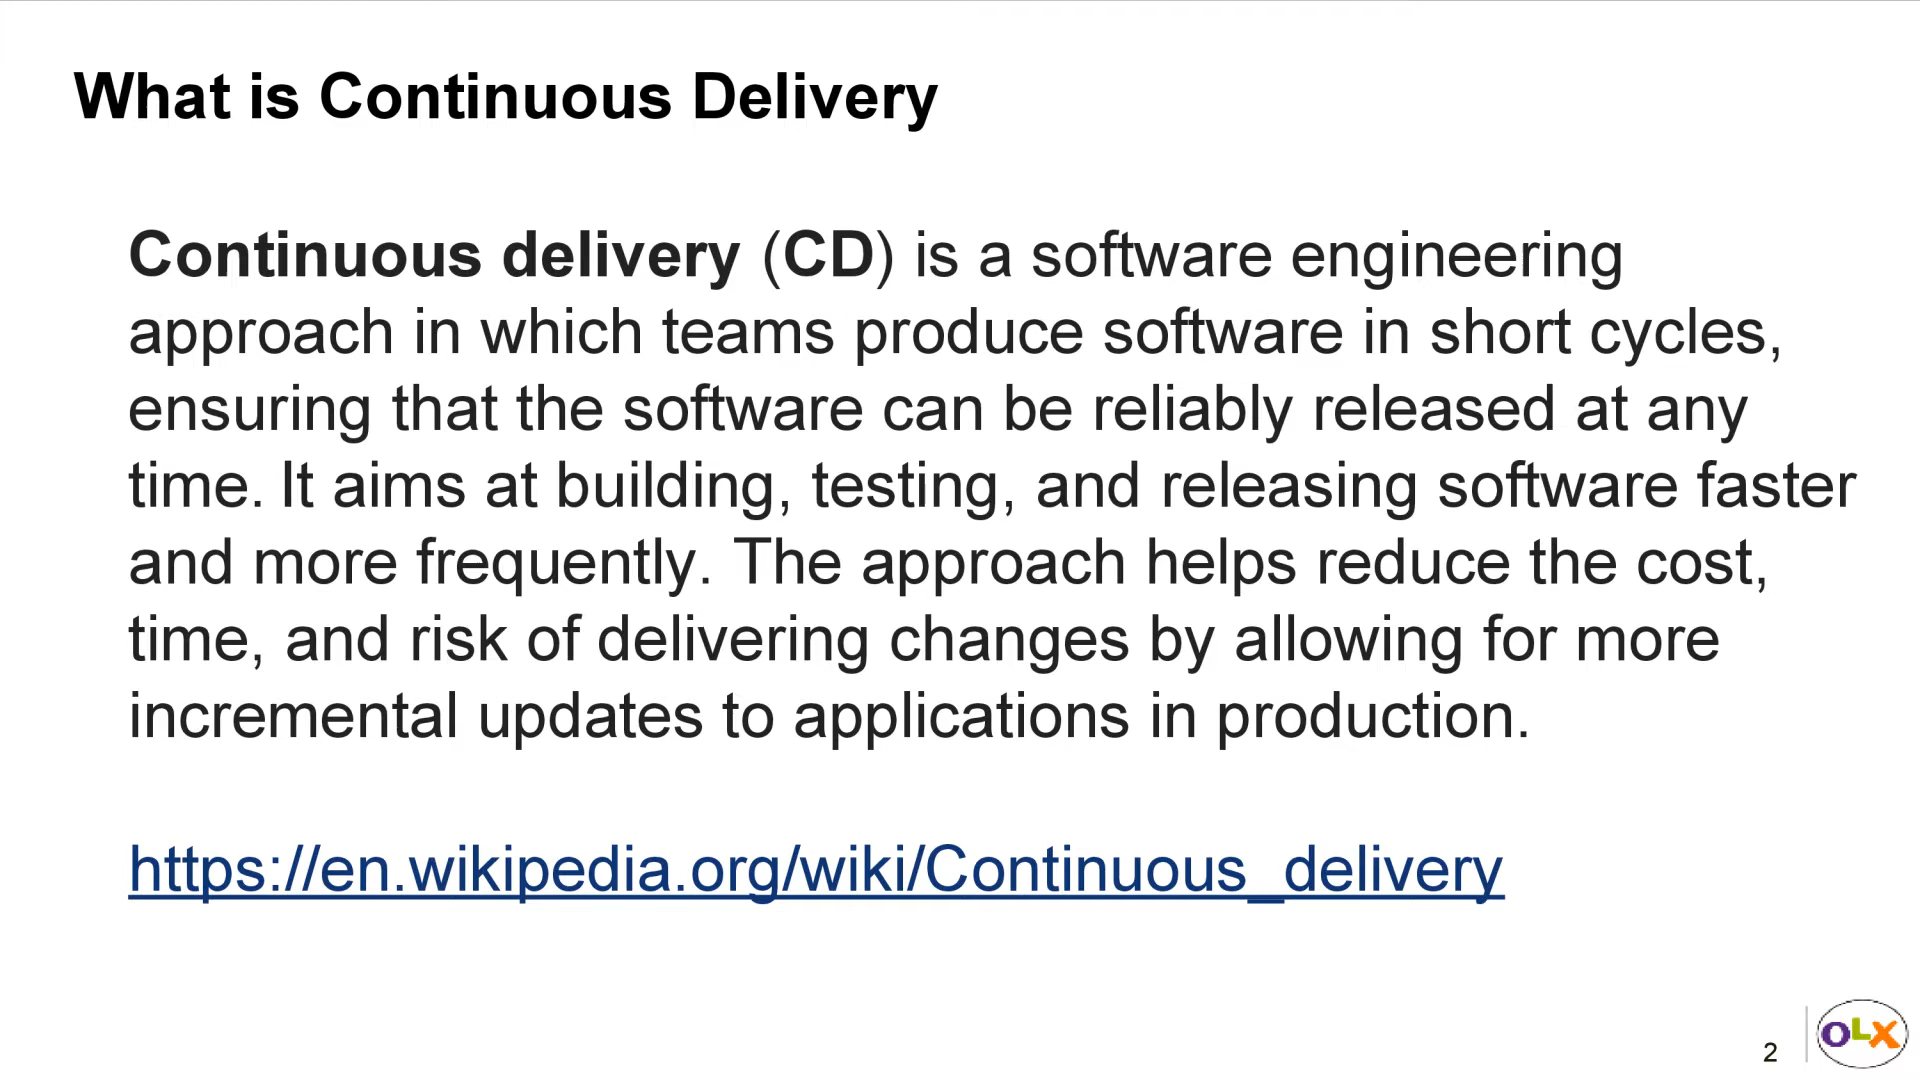 What is Continuous Delivery
Continuous delivery (CD) is a software engineering
approach in which teams produce software in short cycles,
ensuring that the software can be reliably released at any
time. It aims at building, testing, and releasing software faster
and more frequently. The approach helps reduce the cost,
time, and risk of delivering changes by allowing for more
incremental updates to applications in production.
https://en.wikipedia.org/wiki/Continuous_delivery
2
OLX